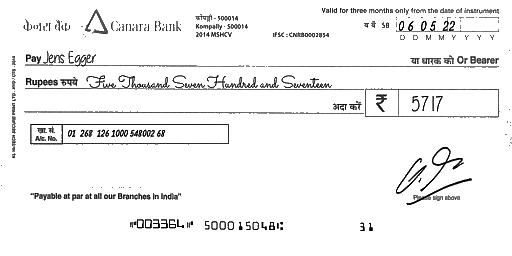 केनरा बैंक Canara Bank
कोंपल्ली - 500014
Kompally - 500014
2014 MSHCV
IFSC : CNRB0002854
Valid for three months only from the date of instrument
SB 06 05 22
D D M M Y Y Y Y
Pay Jens Egger या धारक को Or Bearer
Rupees रुपये Five Thousand Seven Hundred and Seventeen
अदा करें ₹ 5717
खा. सं.
A/c. No. 01 268 126 1000 548002 68
Please sign above
"Payable at par at all our Branches in India"
⑈003364⑈ 500015048⑆ 31